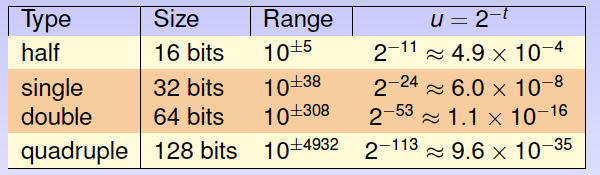 Type Size Range u = 2⁻ᵗ
half 16 bits 10^±5 2⁻¹¹ ≈ 4.9 × 10⁻⁴
single 32 bits 10^±38 2⁻²⁴ ≈ 6.0 × 10⁻⁸
double 64 bits 10^±308 2⁻⁵³ ≈ 1.1 × 10⁻¹⁶
quadruple 128 bits 10^±4932 2⁻¹¹³ ≈ 9.6 × 10⁻³⁵